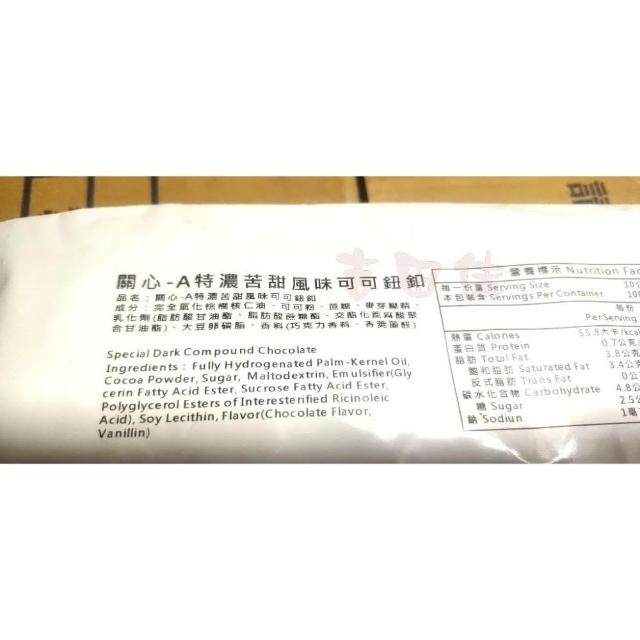 關心-A特濃苦甜風味可可鈕釦
品名：關心-A特濃苦甜風味可可鈕釦
成分：完全氫化棕櫚核仁油、可可粉、蔗糖、麥芽糊精、
乳化劑(脂肪酸甘油酯、脂肪酸蔗糖酯、交酯化蓖麻酸聚
合甘油酯)、大豆卵磷脂、香料(巧克力香料、香莢蘭醛)
Special Dark Compound Chocolate
Ingredients: Fully Hydrogenated Palm-Kernel Oil,
Cocoa Powder, Sugar, Maltodextrin, Emulsifier(Gly
cerin Fatty Acid Ester, Sucrose Fatty Acid Ester,
Polyglycerol Esters of Interesterified Ricinoleic
Acid), Soy Lecithin, Flavor(Chocolate Flavor,
Vanillin)
營養標示 Nutrition Fac
每一份量 Serving Size 10公
本包裝含 Servings Per Container 100
每份
Per Serving
熱量 Calories 55.8大卡/kcal
蛋白質 Protein 0.7公克/
脂肪 Total Fat 3.8公克
飽和脂肪 Saturated Fat 3.4公克
反式脂肪 Trans Fat 0公
碳水化合物 Carbohydrate 4.8公
糖 Sugar 2.5公
鈉 Sodiun 1毫